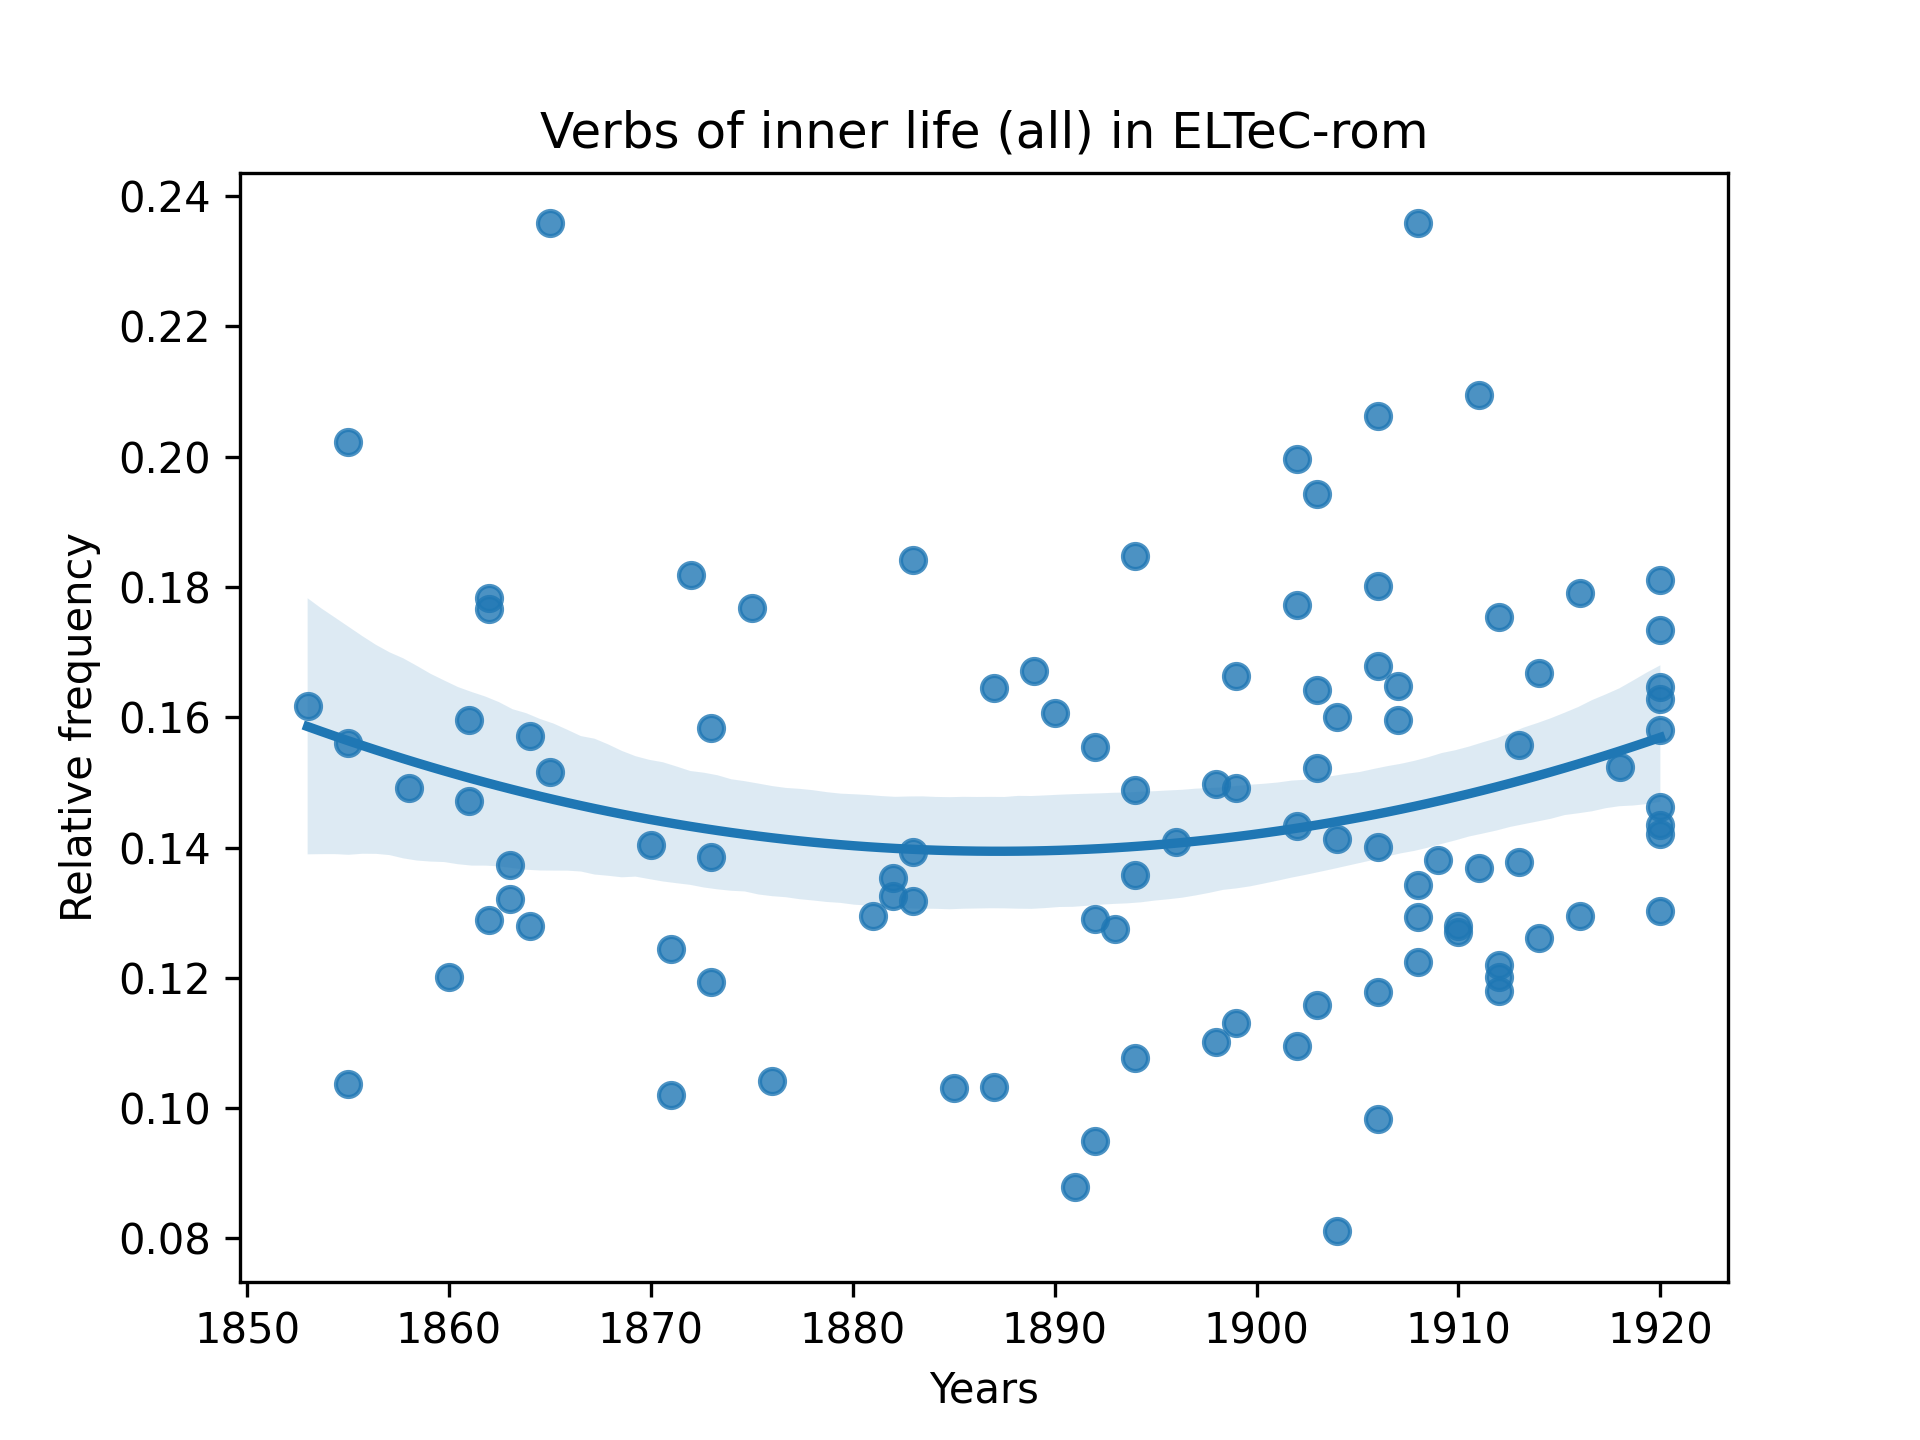 Verbs of inner life (all) in ELTeC-rom
0.24
0.22
0.20
0.18
0.16
0.14
0.12
0.10
0.08
Relative frequency
1850 1860 1870 1880 1890 1900 1910 1920
Years